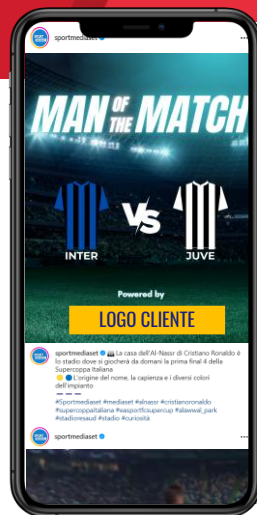 sportmediaset
MAN OF THE MATCH
VS
INTER JUVE
Powered by
LOGO CLIENTE
sportmediaset 🏟 La casa dell'Al-Nassr di Cristiano Ronaldo è
lo stadio dove si giocherà da domani la prima final 4 della
Supercoppa Italiana
🟡 🔵 L'origine del nome, la capienza e i diversi colori
dell'impianto
— — —
#Sportmediaset #mediaset #alnassr #cristianoronaldo
#supercoppaitaliana #easportfcsupercup #alawwal_park
#stadioresaud #stadio #curiosità
sportmediaset